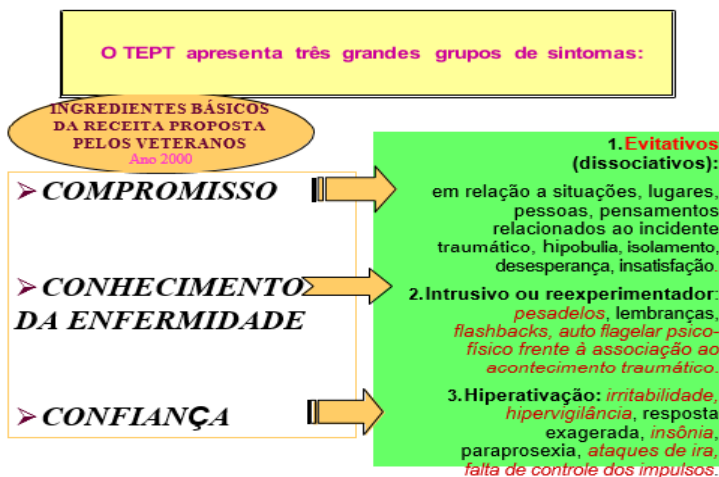 O TEPT apresenta três grandes grupos de sintomas:
INGREDIENTES BÁSICOS
DA RECEITA PROPOSTA
PELOS VETERANOS
Ano 2000
➢ COMPROMISSO
➢ CONHECIMENTO
DA ENFERMIDADE
➢ CONFIANÇA
1.Evitativos
(dissociativos):
em relação a situações, lugares,
pessoas, pensamentos
relacionados ao incidente
traumático, hipobulia, isolamento,
desesperança, insatisfação.
2.Intrusivo ou reexperimentador:
pesadelos, lembranças,
flashbacks, auto flagelar psico-
físico frente à associação ao
acontecimento traumático.
3.Hiperativação: irritabilidade,
hipervigilância, resposta
exagerada, insônia,
paraprosexia, ataques de ira,
falta de controle dos impulsos.